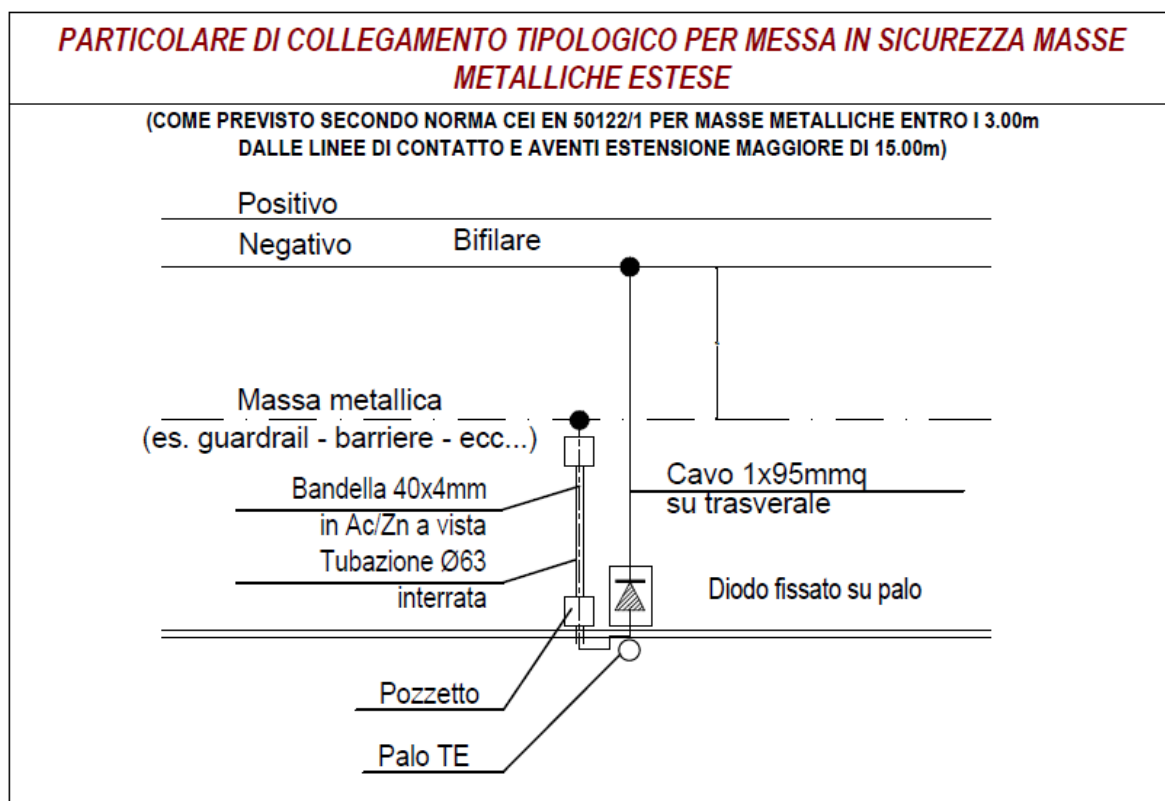 PARTICOLARE DI COLLEGAMENTO TIPOLOGICO PER MESSA IN SICUREZZA MASSE
METALLICHE ESTESE
(COME PREVISTO SECONDO NORMA CEI EN 50122/1 PER MASSE METALLICHE ENTRO I 3.00m
DALLE LINEE DI CONTATTO E AVENTI ESTENSIONE MAGGIORE DI 15.00m)
Positivo
Negativo
Bifilare
Massa metallica
(es. guardrail - barriere - ecc...)
Bandella 40x4mm
in Ac/Zn a vista
Tubazione Ø63
interrata
Cavo 1x95mmq
su trasverale
Diodo fissato su palo
Pozzetto
Palo TE